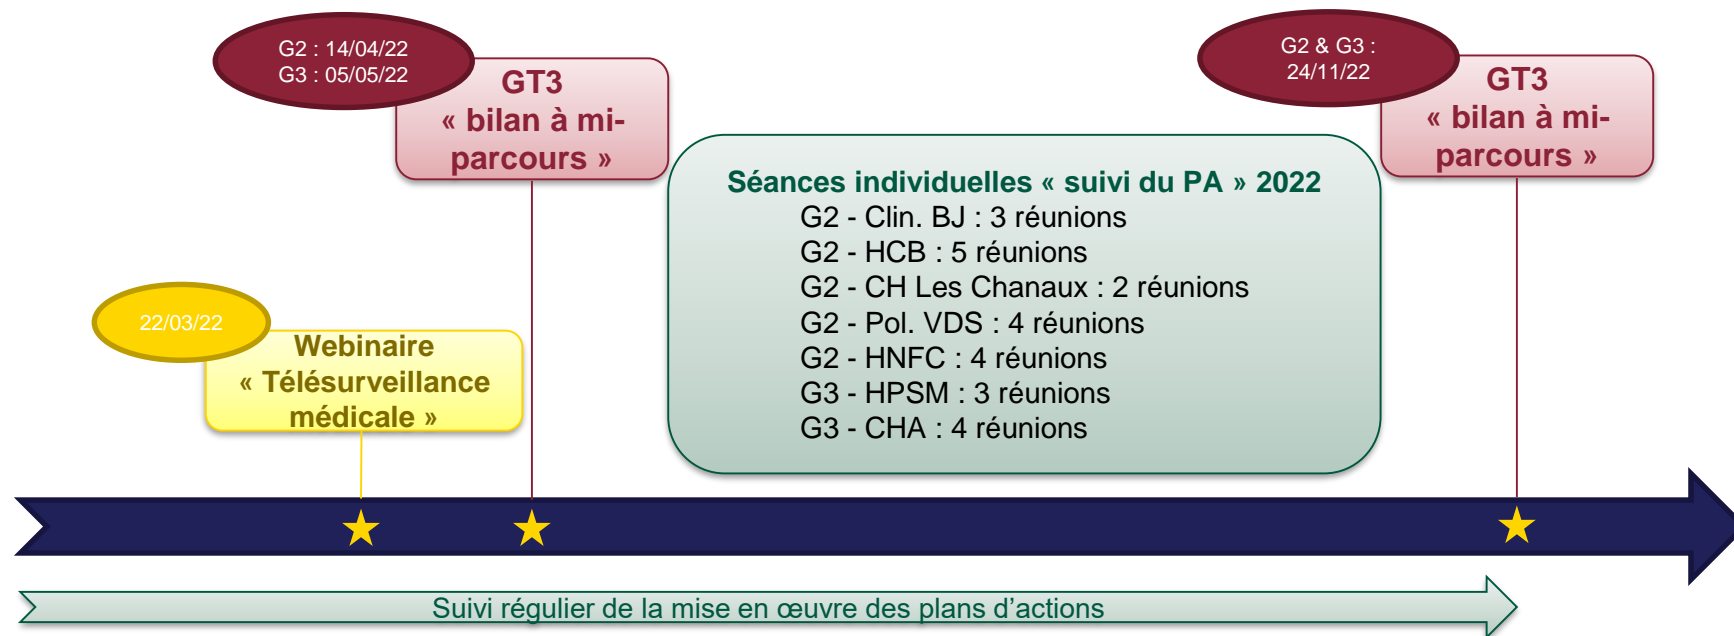 G2 : 14/04/22
G3 : 05/05/22
GT3
« bilan à mi-
parcours »
G2 & G3 :
24/11/22
GT3
« bilan à mi-
parcours »
Séances individuelles « suivi du PA » 2022
G2 - Clin. BJ : 3 réunions
G2 - HCB : 5 réunions
G2 - CH Les Chanaux : 2 réunions
G2 - Pol. VDS : 4 réunions
G2 - HNFC : 4 réunions
G3 - HPSM : 3 réunions
G3 - CHA : 4 réunions
22/03/22
Webinaire
« Télésurveillance
médicale »
Suivi régulier de la mise en œuvre des plans d’actions